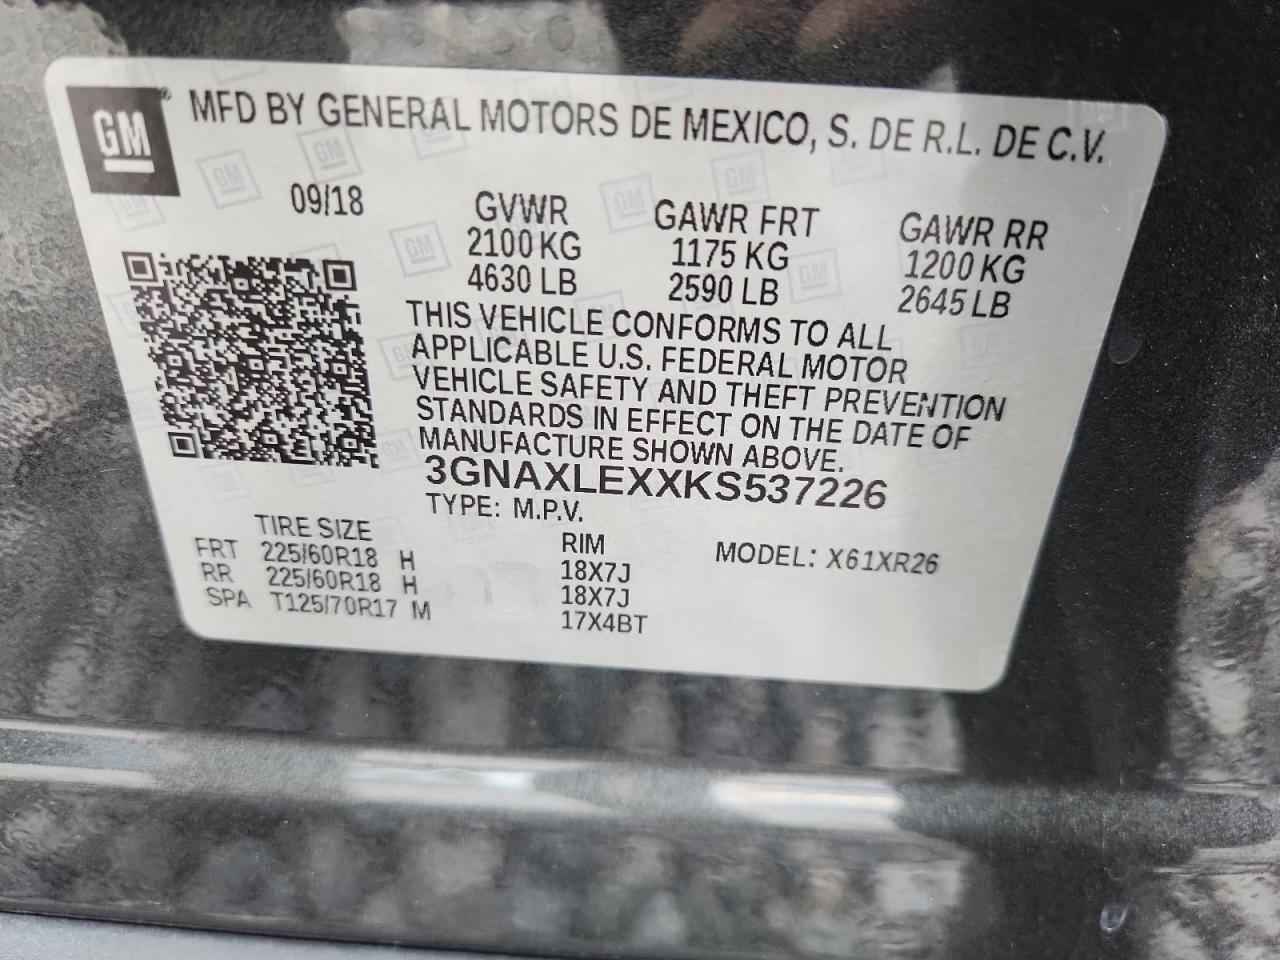 GM® MFD BY GENERAL MOTORS DE MEXICO, S. DE R.L. DE C.V.
09/18 GVWR GAWR FRT GAWR RR
2100 KG 1175 KG 1200 KG
4630 LB 2590 LB 2645 LB
THIS VEHICLE CONFORMS TO ALL
APPLICABLE U.S. FEDERAL MOTOR
VEHICLE SAFETY AND THEFT PREVENTION
STANDARDS IN EFFECT ON THE DATE OF
MANUFACTURE SHOWN ABOVE.
3GNAXLEXXKS537226
TYPE: M.P.V.
TIRE SIZE RIM MODEL: X61XR26
FRT 225/60R18 H 18X7J
RR 225/60R18 H 18X7J
SPA T125/70R17 M 17X4BT